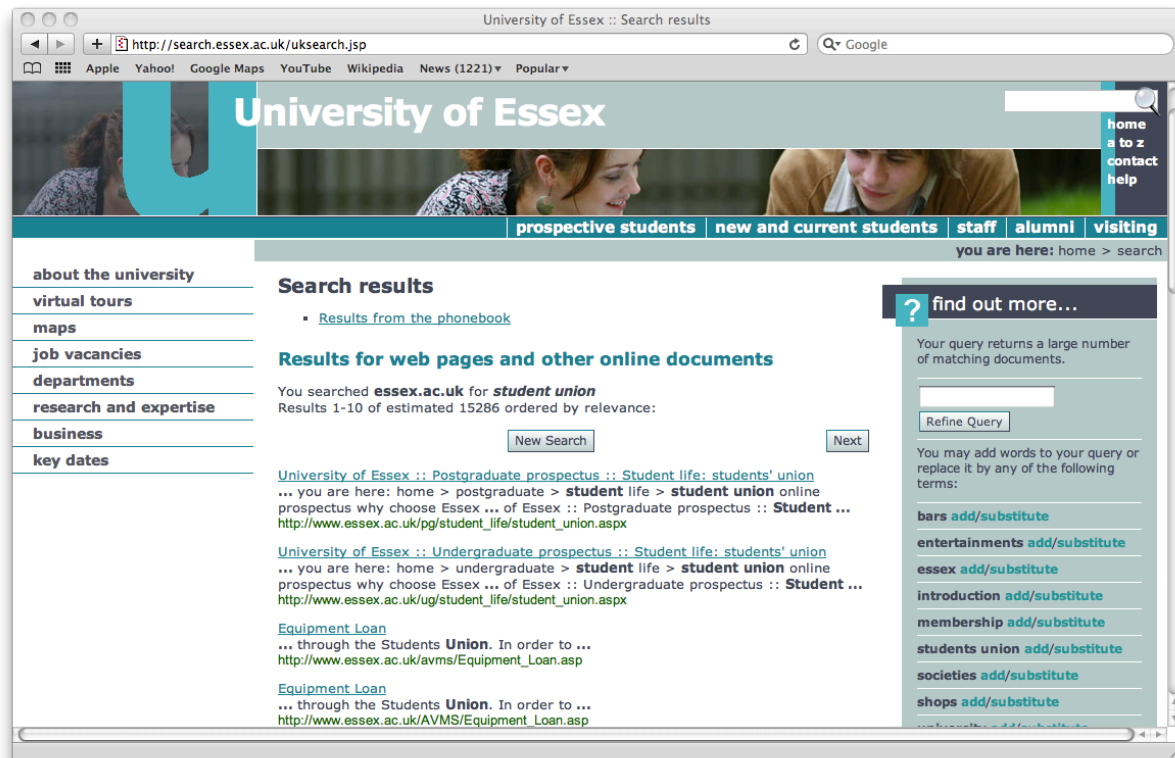 University of Essex :: Search results
http://search.essex.ac.uk/uksearch.jsp
Google
Apple Yahoo! Google Maps YouTube Wikipedia News (1221) Popular
u
University of Essex
home
a to z
contact
help
prospective students new and current students staff alumni visiting
you are here: home > search
about the university
virtual tours
maps
job vacancies
departments
research and expertise
business
key dates
Search results
Results from the phonebook
Results for web pages and other online documents
You searched essex.ac.uk for student union
Results 1-10 of estimated 15286 ordered by relevance:
New Search Next
University of Essex :: Postgraduate prospectus :: Student life: students' union
... you are here: home > postgraduate > student life > student union online
prospectus why choose Essex ... of Essex :: Postgraduate prospectus :: Student ...
http://www.essex.ac.uk/pg/student_life/student_union.aspx
University of Essex :: Undergraduate prospectus :: Student life: students' union
... you are here: home > undergraduate > student life > student union online
prospectus why choose Essex ... of Essex :: Undergraduate prospectus :: Student ...
http://www.essex.ac.uk/ug/student_life/student_union.aspx
Equipment Loan
... through the Students Union. In order to ...
http://www.essex.ac.uk/avms/Equipment_Loan.asp
Equipment Loan
... through the Students Union. In order to ...
http://www.essex.ac.uk/AVMS/Equipment_Loan.asp
? find out more...
Your query returns a large number
of matching documents.
Refine Query
You may add words to your query or
replace it by any of the following
terms:
bars add/substitute
entertainments add/substitute
essex add/substitute
introduction add/substitute
membership add/substitute
students union add/substitute
societies add/substitute
shops add/substitute